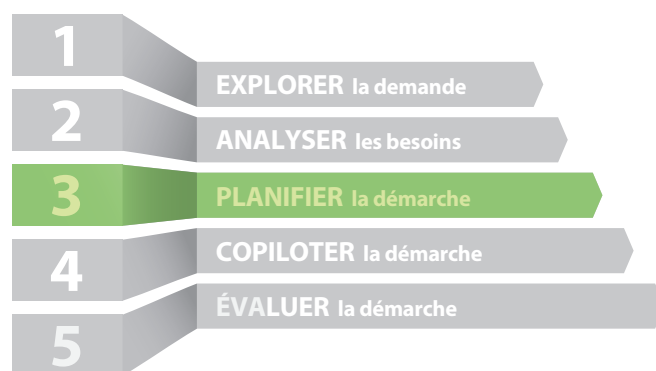 1
EXPLORER la demande
2
ANALYSER les besoins
3
PLANIFIER la démarche
4
COPILOTER la démarche
5
ÉVALUER la démarche